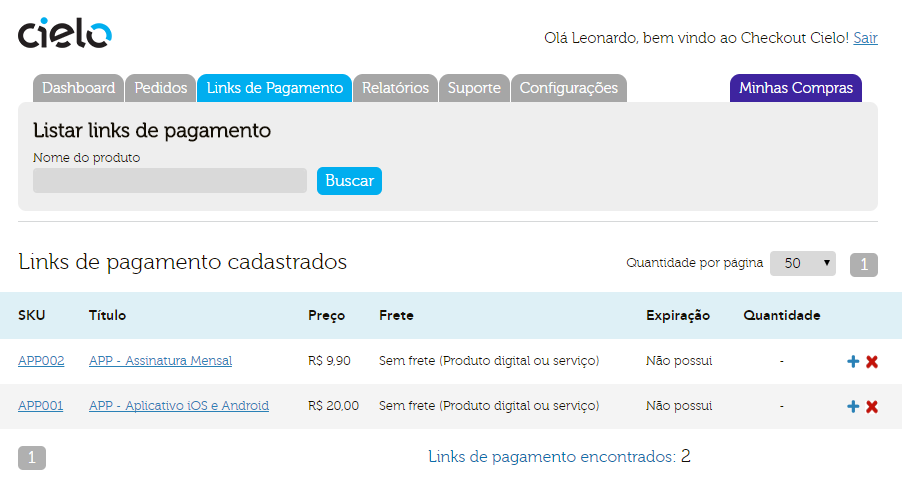 cielo
Olá Leonardo, bem vindo ao Checkout Cielo! Sair
Dashboard Pedidos Links de Pagamento Relatórios Suporte Configurações Minhas Compras
Listar links de pagamento
Nome do produto
Buscar
Links de pagamento cadastrados Quantidade por página 50 1
SKU Título Preço Frete Expiração Quantidade
APP002 APP - Assinatura Mensal R$ 9,90 Sem frete (Produto digital ou serviço) Não possui -
APP001 APP - Aplicativo iOS e Android R$ 20,00 Sem frete (Produto digital ou serviço) Não possui -
1 Links de pagamento encontrados: 2